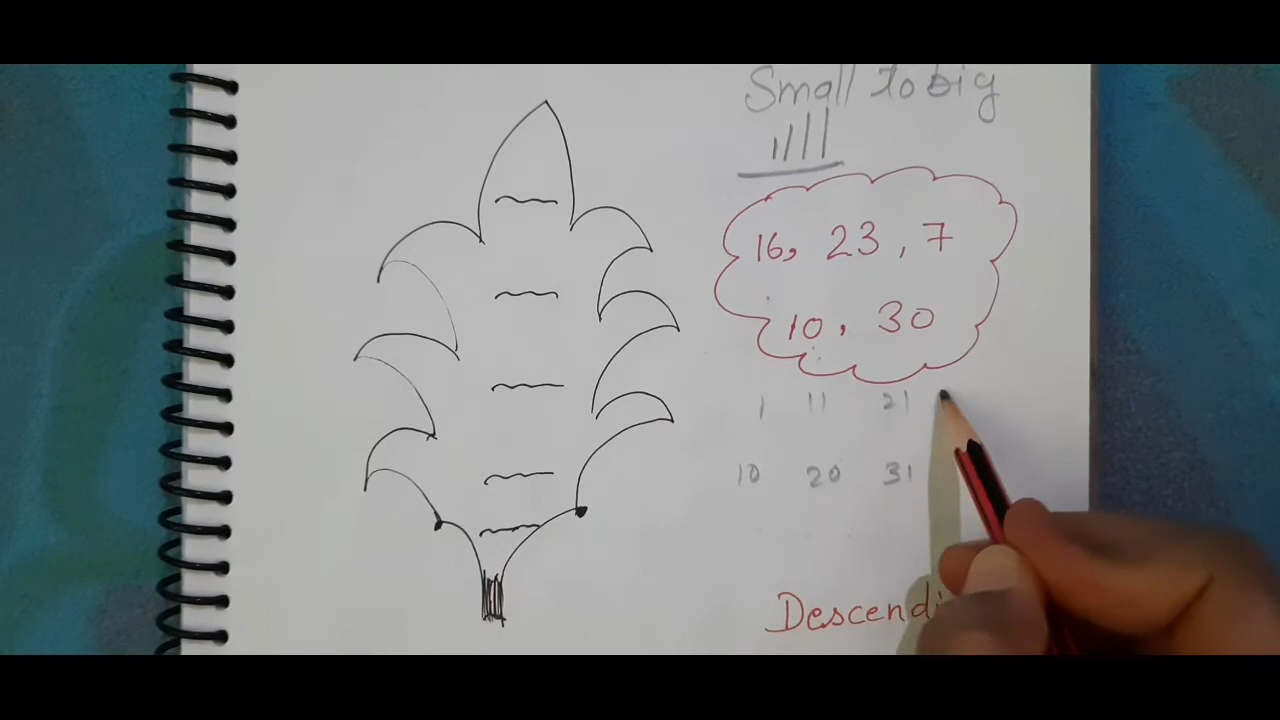 Small to big
16, 23, 7
10, 30
1 11 21
10 20 31
Descendi